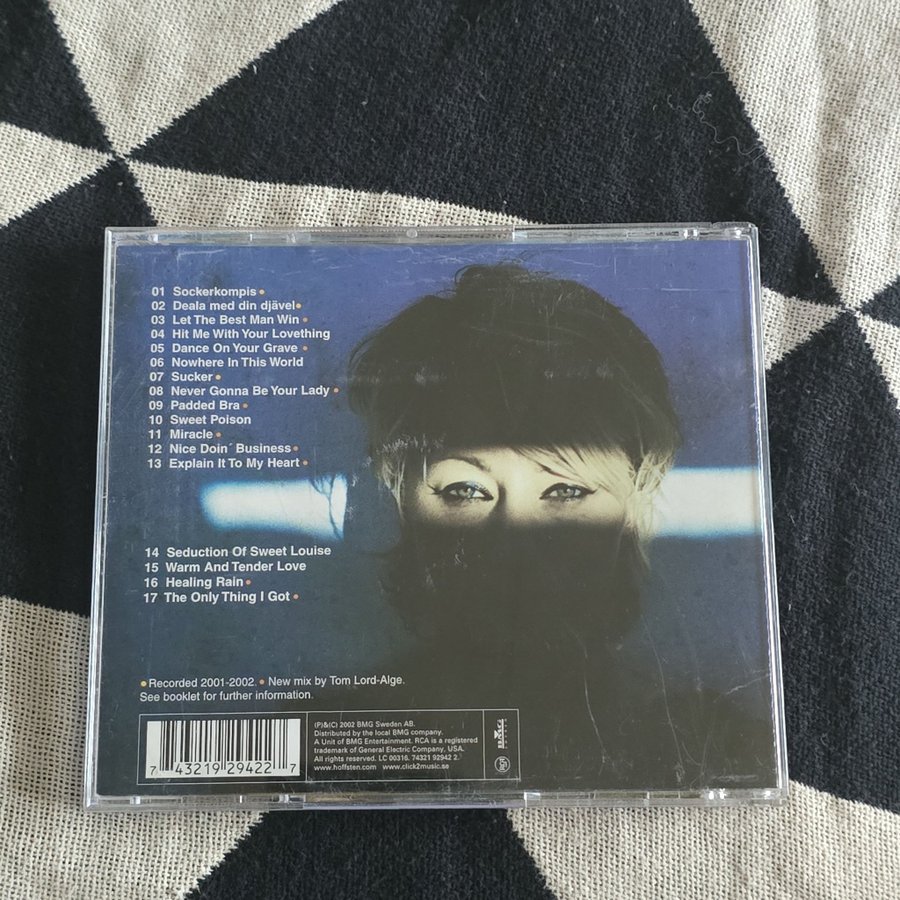 01 Sockerkompis •
02 Deala med din djävel•
03 Let The Best Man Win •
04 Hit Me With Your Lovething
05 Dance On Your Grave •
06 Nowhere In This World
07 Sucker •
08 Never Gonna Be Your Lady •
09 Padded Bra •
10 Sweet Poison
11 Miracle •
12 Nice Doin´ Business •
13 Explain It To My Heart •
14 Seduction Of Sweet Louise
15 Warm And Tender Love
16 Healing Rain •
17 The Only Thing I Got •
• Recorded 2001-2002. • New mix by Tom Lord-Alge.
See booklet for further information.
(P)&(C) 2002 BMG Sweden AB.
Distributed by the local BMG company.
A Unit of BMG Entertainment. RCA is a registered
trademark of General Electric Company, USA.
All rights reserved. LC 00316. 74321 92942 2.
www.hoffsten.com www.click2music.se
7 43219 29422 7
BMG